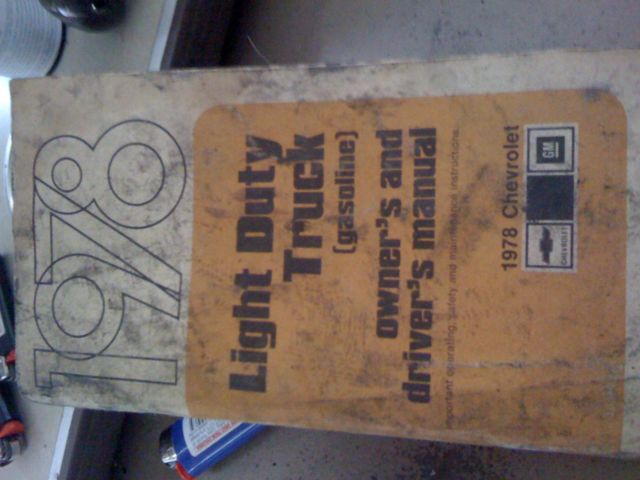 1978
Light Duty
Truck
(gasoline)
owner's and
driver's manual
important operating, safety, and maintenance instructions.
1978 Chevrolet
GM
CHEVROLET